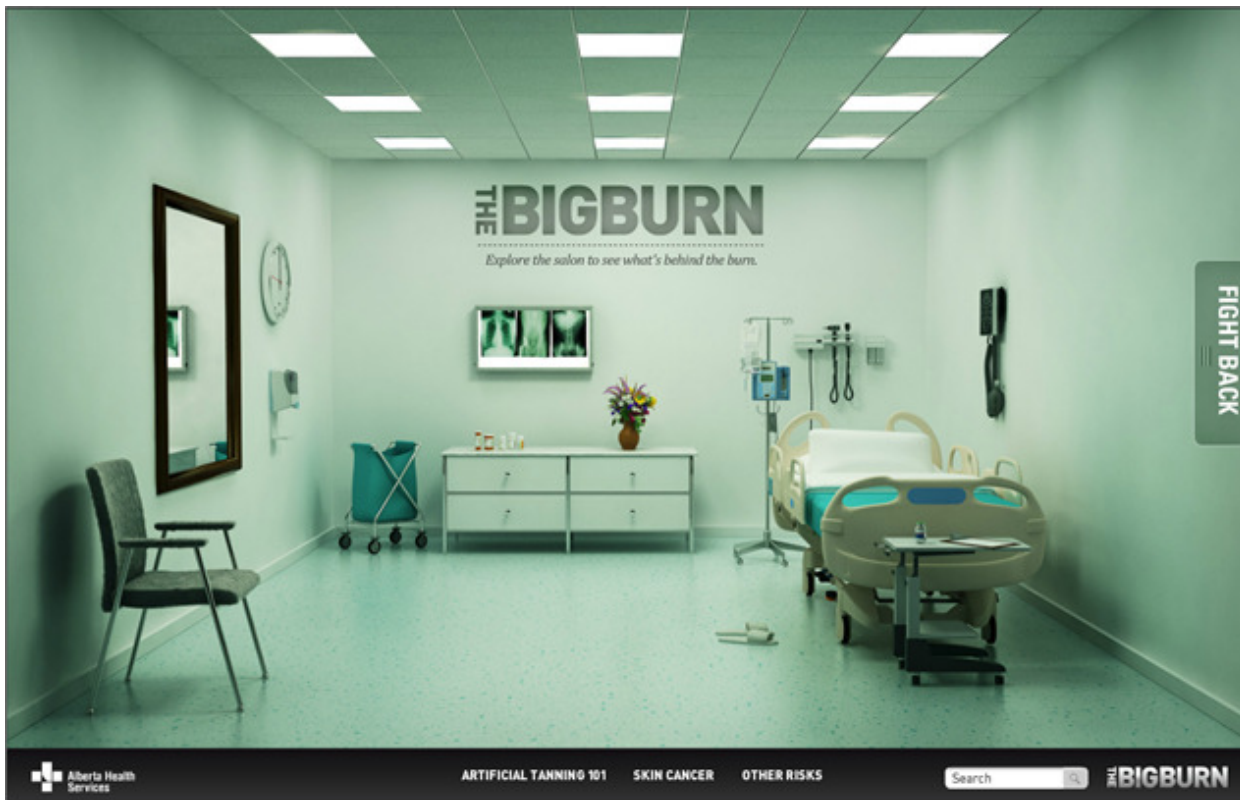 THE BIGBURN
Explore the salon to see what's behind the burn.
FIGHT BACK
Alberta Health
Services
ARTIFICIAL TANNING 101 SKIN CANCER OTHER RISKS
Search
THE BIGBURN